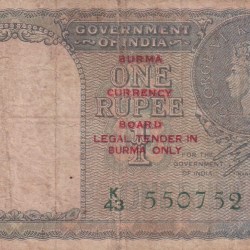 GOVERNMENT
OF INDIA
BURMA
ONE
CURRENCY
RUPEE
BOARD
LEGAL TENDER IN
BURMA ONLY
1
FOR THE
GOVERNMENT
OF INDIA
K/43 550752